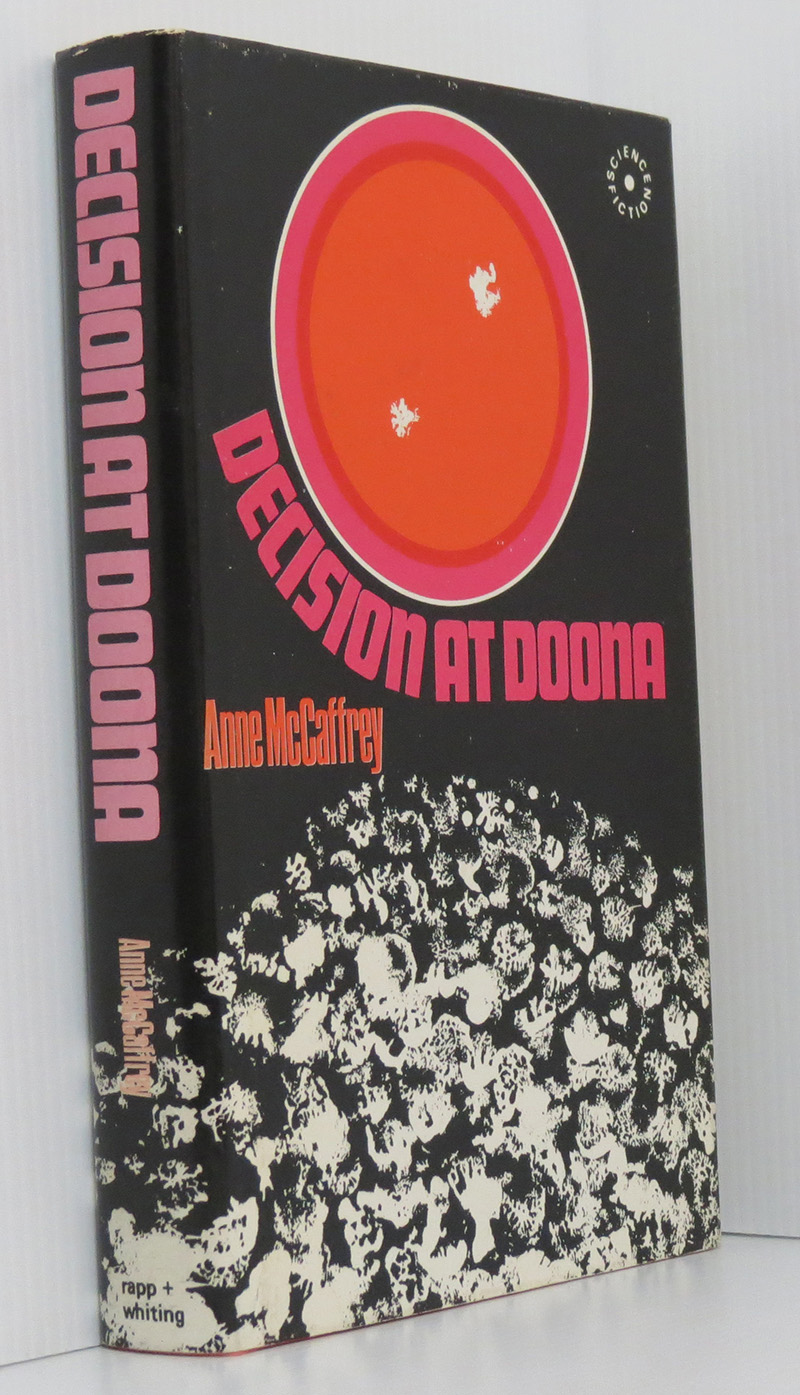 DECISION AT DOONA
Anne McCaffrey
rapp +
whiting
SCIENCE FICTION
DECISION AT DOONA
Anne McCaffrey